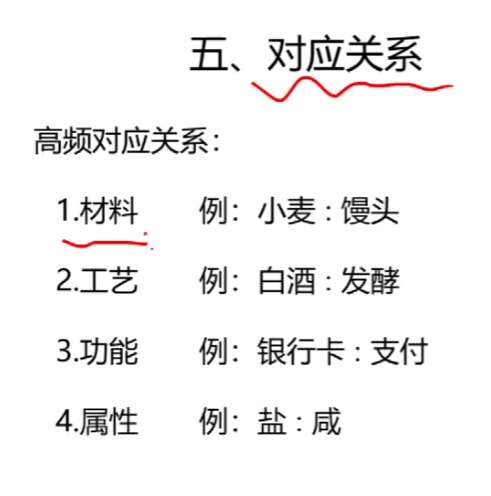 五、对应关系
高频对应关系：
1.材料 例：小麦：馒头
2.工艺 例：白酒：发酵
3.功能 例：银行卡：支付
4.属性 例：盐：咸